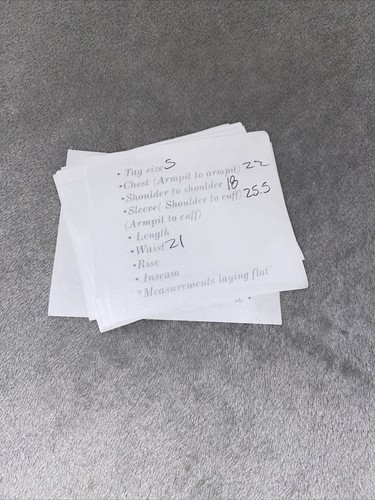 • Tag size S
• Chest (Armpit to armpit) 22
• Shoulder to shoulder 18
• Sleeve( Shoulder to cuff) 25.5
(Armpit to cuff)
• Length
• Waist 21
• Rise
• Inseam
*Measurements laying flat*